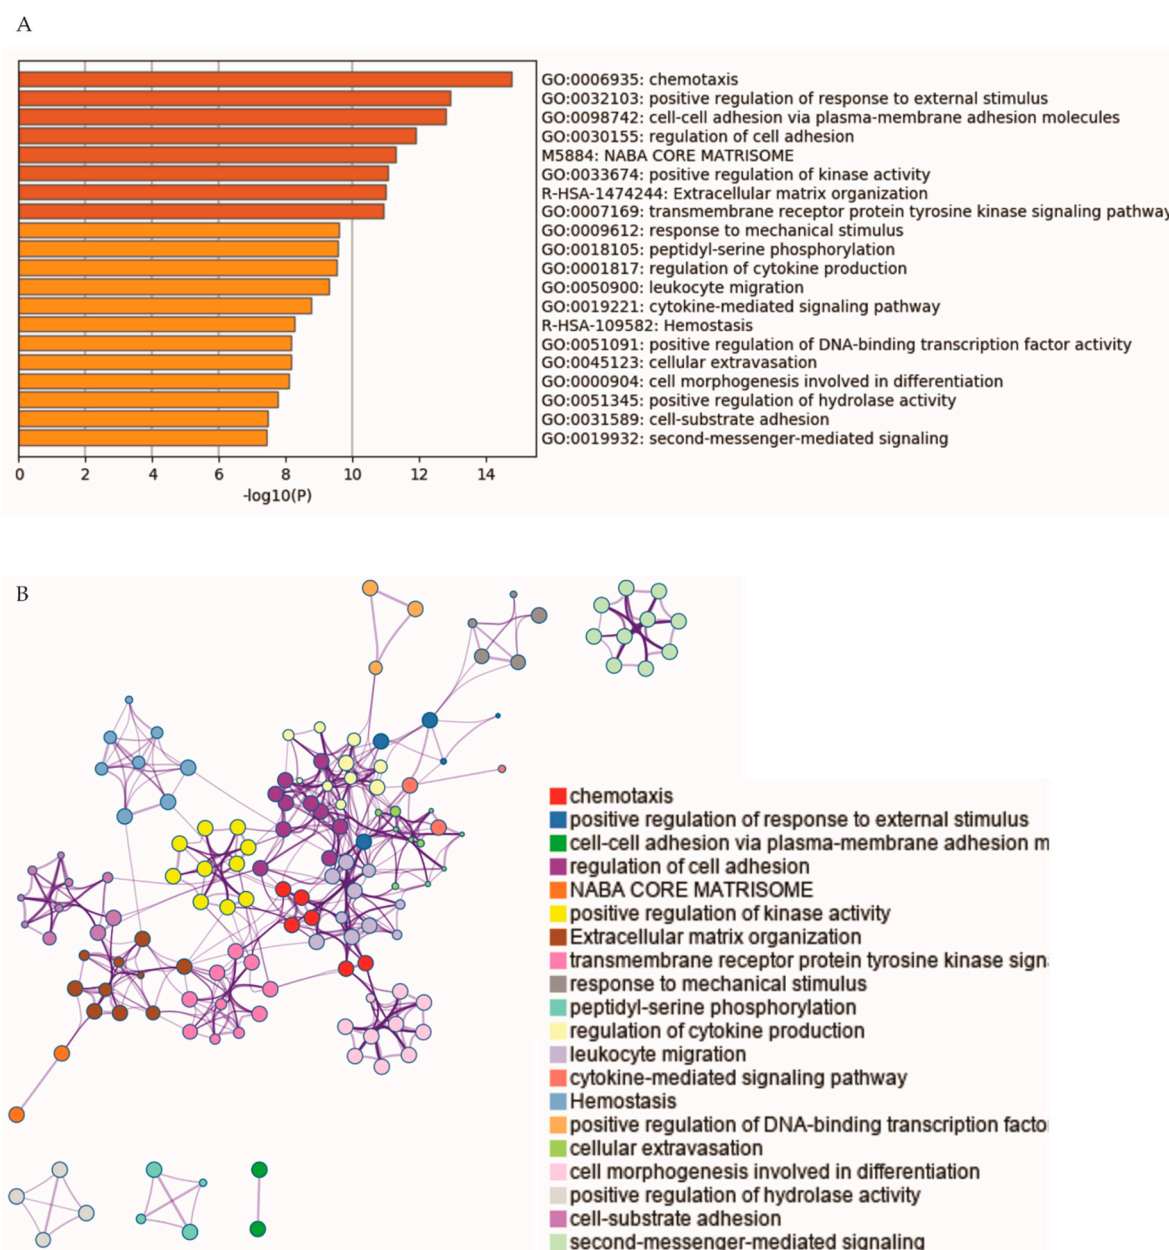 A
GO:0006935: chemotaxis
GO:0032103: positive regulation of response to external stimulus
GO:0098742: cell-cell adhesion via plasma-membrane adhesion molecules
GO:0030155: regulation of cell adhesion
M5884: NABA CORE MATRISOME
GO:0033674: positive regulation of kinase activity
R-HSA-1474244: Extracellular matrix organization
GO:0007169: transmembrane receptor protein tyrosine kinase signaling pathway
GO:0009612: response to mechanical stimulus
GO:0018105: peptidyl-serine phosphorylation
GO:0001817: regulation of cytokine production
GO:0050900: leukocyte migration
GO:0019221: cytokine-mediated signaling pathway
R-HSA-109582: Hemostasis
GO:0051091: positive regulation of DNA-binding transcription factor activity
GO:0045123: cellular extravasation
GO:0000904: cell morphogenesis involved in differentiation
GO:0051345: positive regulation of hydrolase activity
GO:0031589: cell-substrate adhesion
GO:0019932: second-messenger-mediated signaling
0 2 4 6 8 10 12 14
-log10(P)
B
chemotaxis
positive regulation of response to external stimulus
cell-cell adhesion via plasma-membrane adhesion m
regulation of cell adhesion
NABA CORE MATRISOME
positive regulation of kinase activity
Extracellular matrix organization
transmembrane receptor protein tyrosine kinase sign
response to mechanical stimulus
peptidyl-serine phosphorylation
regulation of cytokine production
leukocyte migration
cytokine-mediated signaling pathway
Hemostasis
positive regulation of DNA-binding transcription facto
cellular extravasation
cell morphogenesis involved in differentiation
positive regulation of hydrolase activity
cell-substrate adhesion
second-messenger-mediated signaling